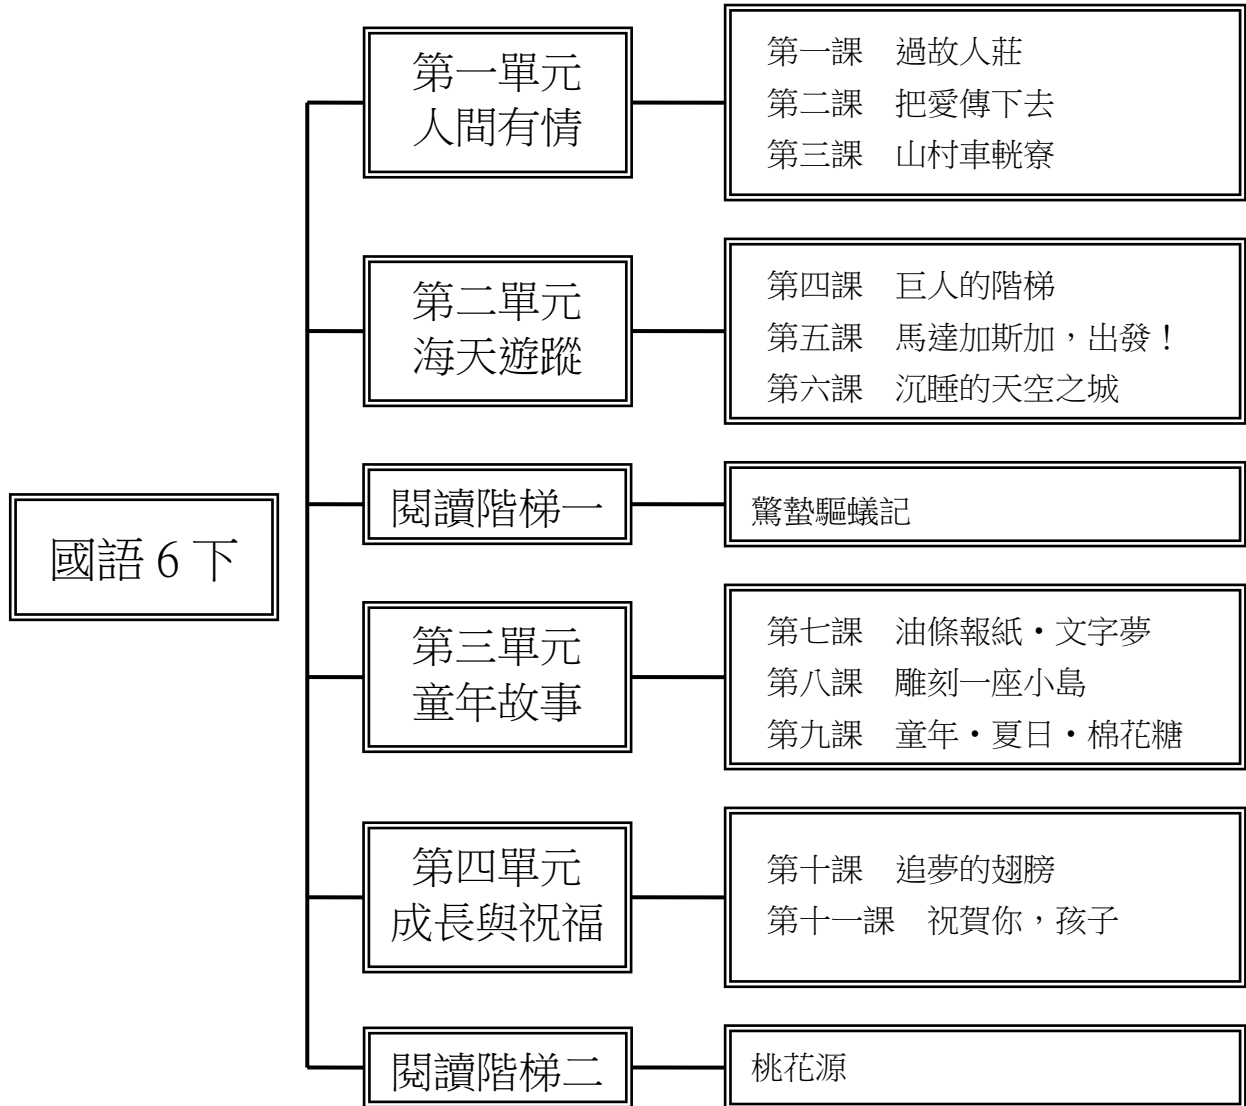 國語 6 下
第一單元
人間有情
第一課　過故人莊
第二課　把愛傳下去
第三課　山村車輄寮
第二單元
海天遊蹤
第四課　巨人的階梯
第五課　馬達加斯加，出發！
第六課　沉睡的天空之城
閱讀階梯一
驚蟄驅蟻記
第三單元
童年故事
第七課　油條報紙・文字夢
第八課　雕刻一座小島
第九課　童年・夏日・棉花糖
第四單元
成長與祝福
第十課　追夢的翅膀
第十一課　祝賀你，孩子
閱讀階梯二
桃花源